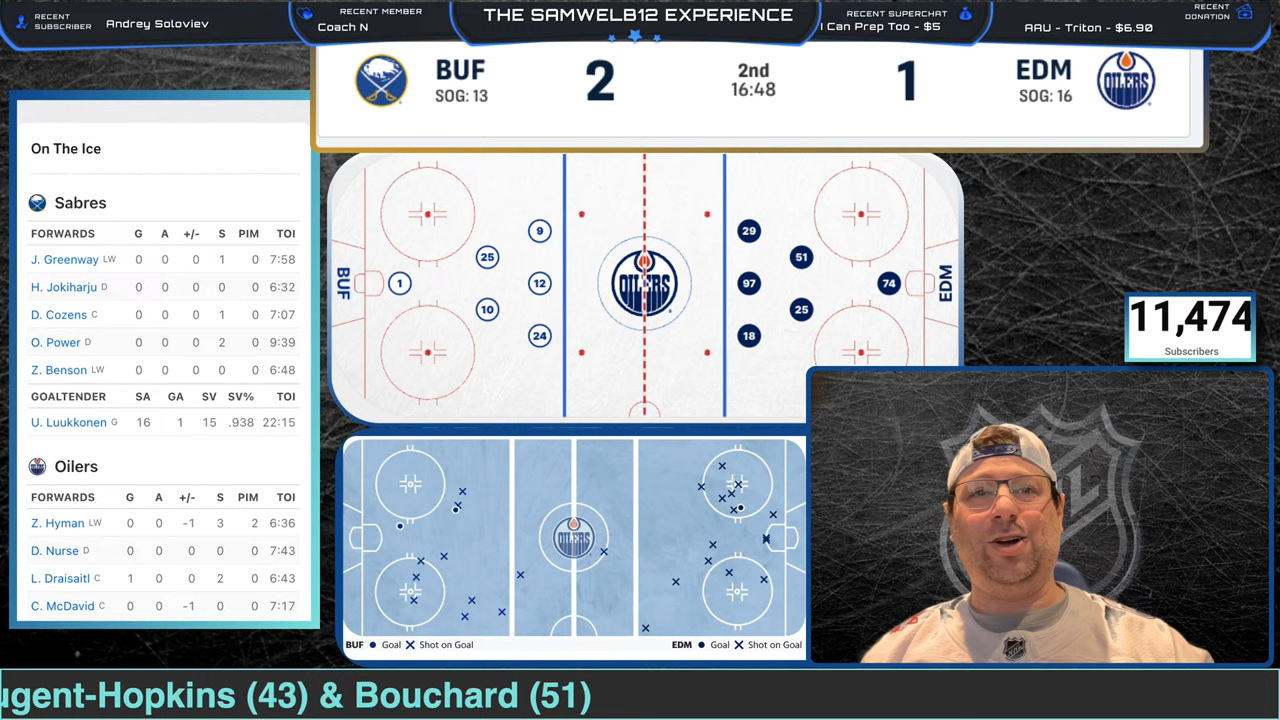 RECENT SUBSCRIBER
Andrey Soloviev
RECENT MEMBER
Coach N
THE SAMWELB12 EXPERIENCE
RECENT SUPERCHAT
I Can Prep Too - $5
RECENT DONATION
AAU - Triton - $6.90
BUF 2 2nd 1 EDM
SOG: 13 16:48 SOG: 16
OILERS
On The Ice
Sabres
FORWARDS G A +/- S PIM TOI
J. Greenway LW 0 0 0 1 0 7:58
H. Jokiharju D 0 0 0 0 0 6:32
D. Cozens C 0 0 0 1 0 7:07
O. Power D 0 0 0 2 0 9:39
Z. Benson LW 0 0 0 0 0 6:48
GOALTENDER SA GA SV SV% TOI
U. Luukkonen G 16 1 15 .938 22:15
Oilers
FORWARDS G A +/- S PIM TOI
Z. Hyman LW 0 0 -1 3 2 6:36
D. Nurse D 0 0 0 0 0 7:43
L. Draisaitl C 1 0 0 2 0 6:43
C. McDavid C 0 0 -1 0 0 7:17
9 29
25 51
BUF 1 12 OILERS 97 74 EDM
10 25
24 18
11,474
Subscribers
OILERS
BUF Goal Shot on Goal EDM Goal Shot on Goal
NHL
ugent-Hopkins (43) & Bouchard (51)